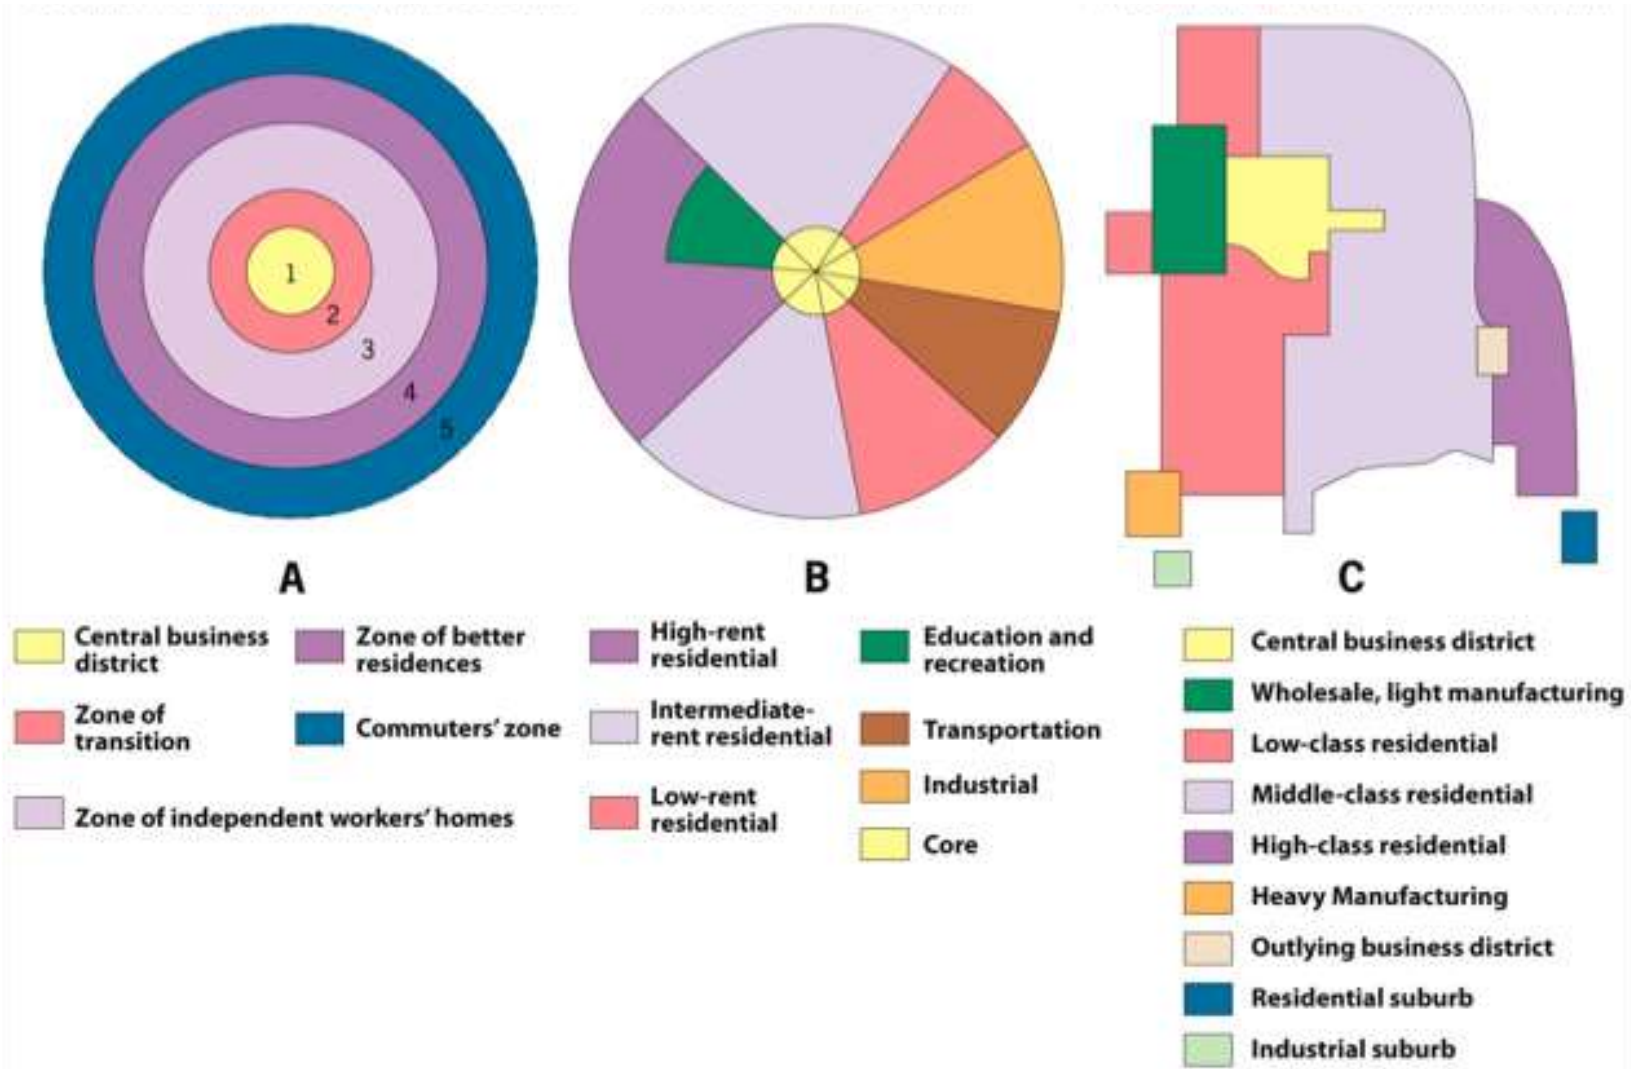 1
2
3
4
5
A
B
C
Central business
district
Zone of
transition
Zone of independent workers' homes
Zone of better
residences
Commuters' zone
High-rent
residential
Intermediate-
rent residential
Low-rent
residential
Education and
recreation
Transportation
Industrial
Core
Central business district
Wholesale, light manufacturing
Low-class residential
Middle-class residential
High-class residential
Heavy Manufacturing
Outlying business district
Residential suburb
Industrial suburb